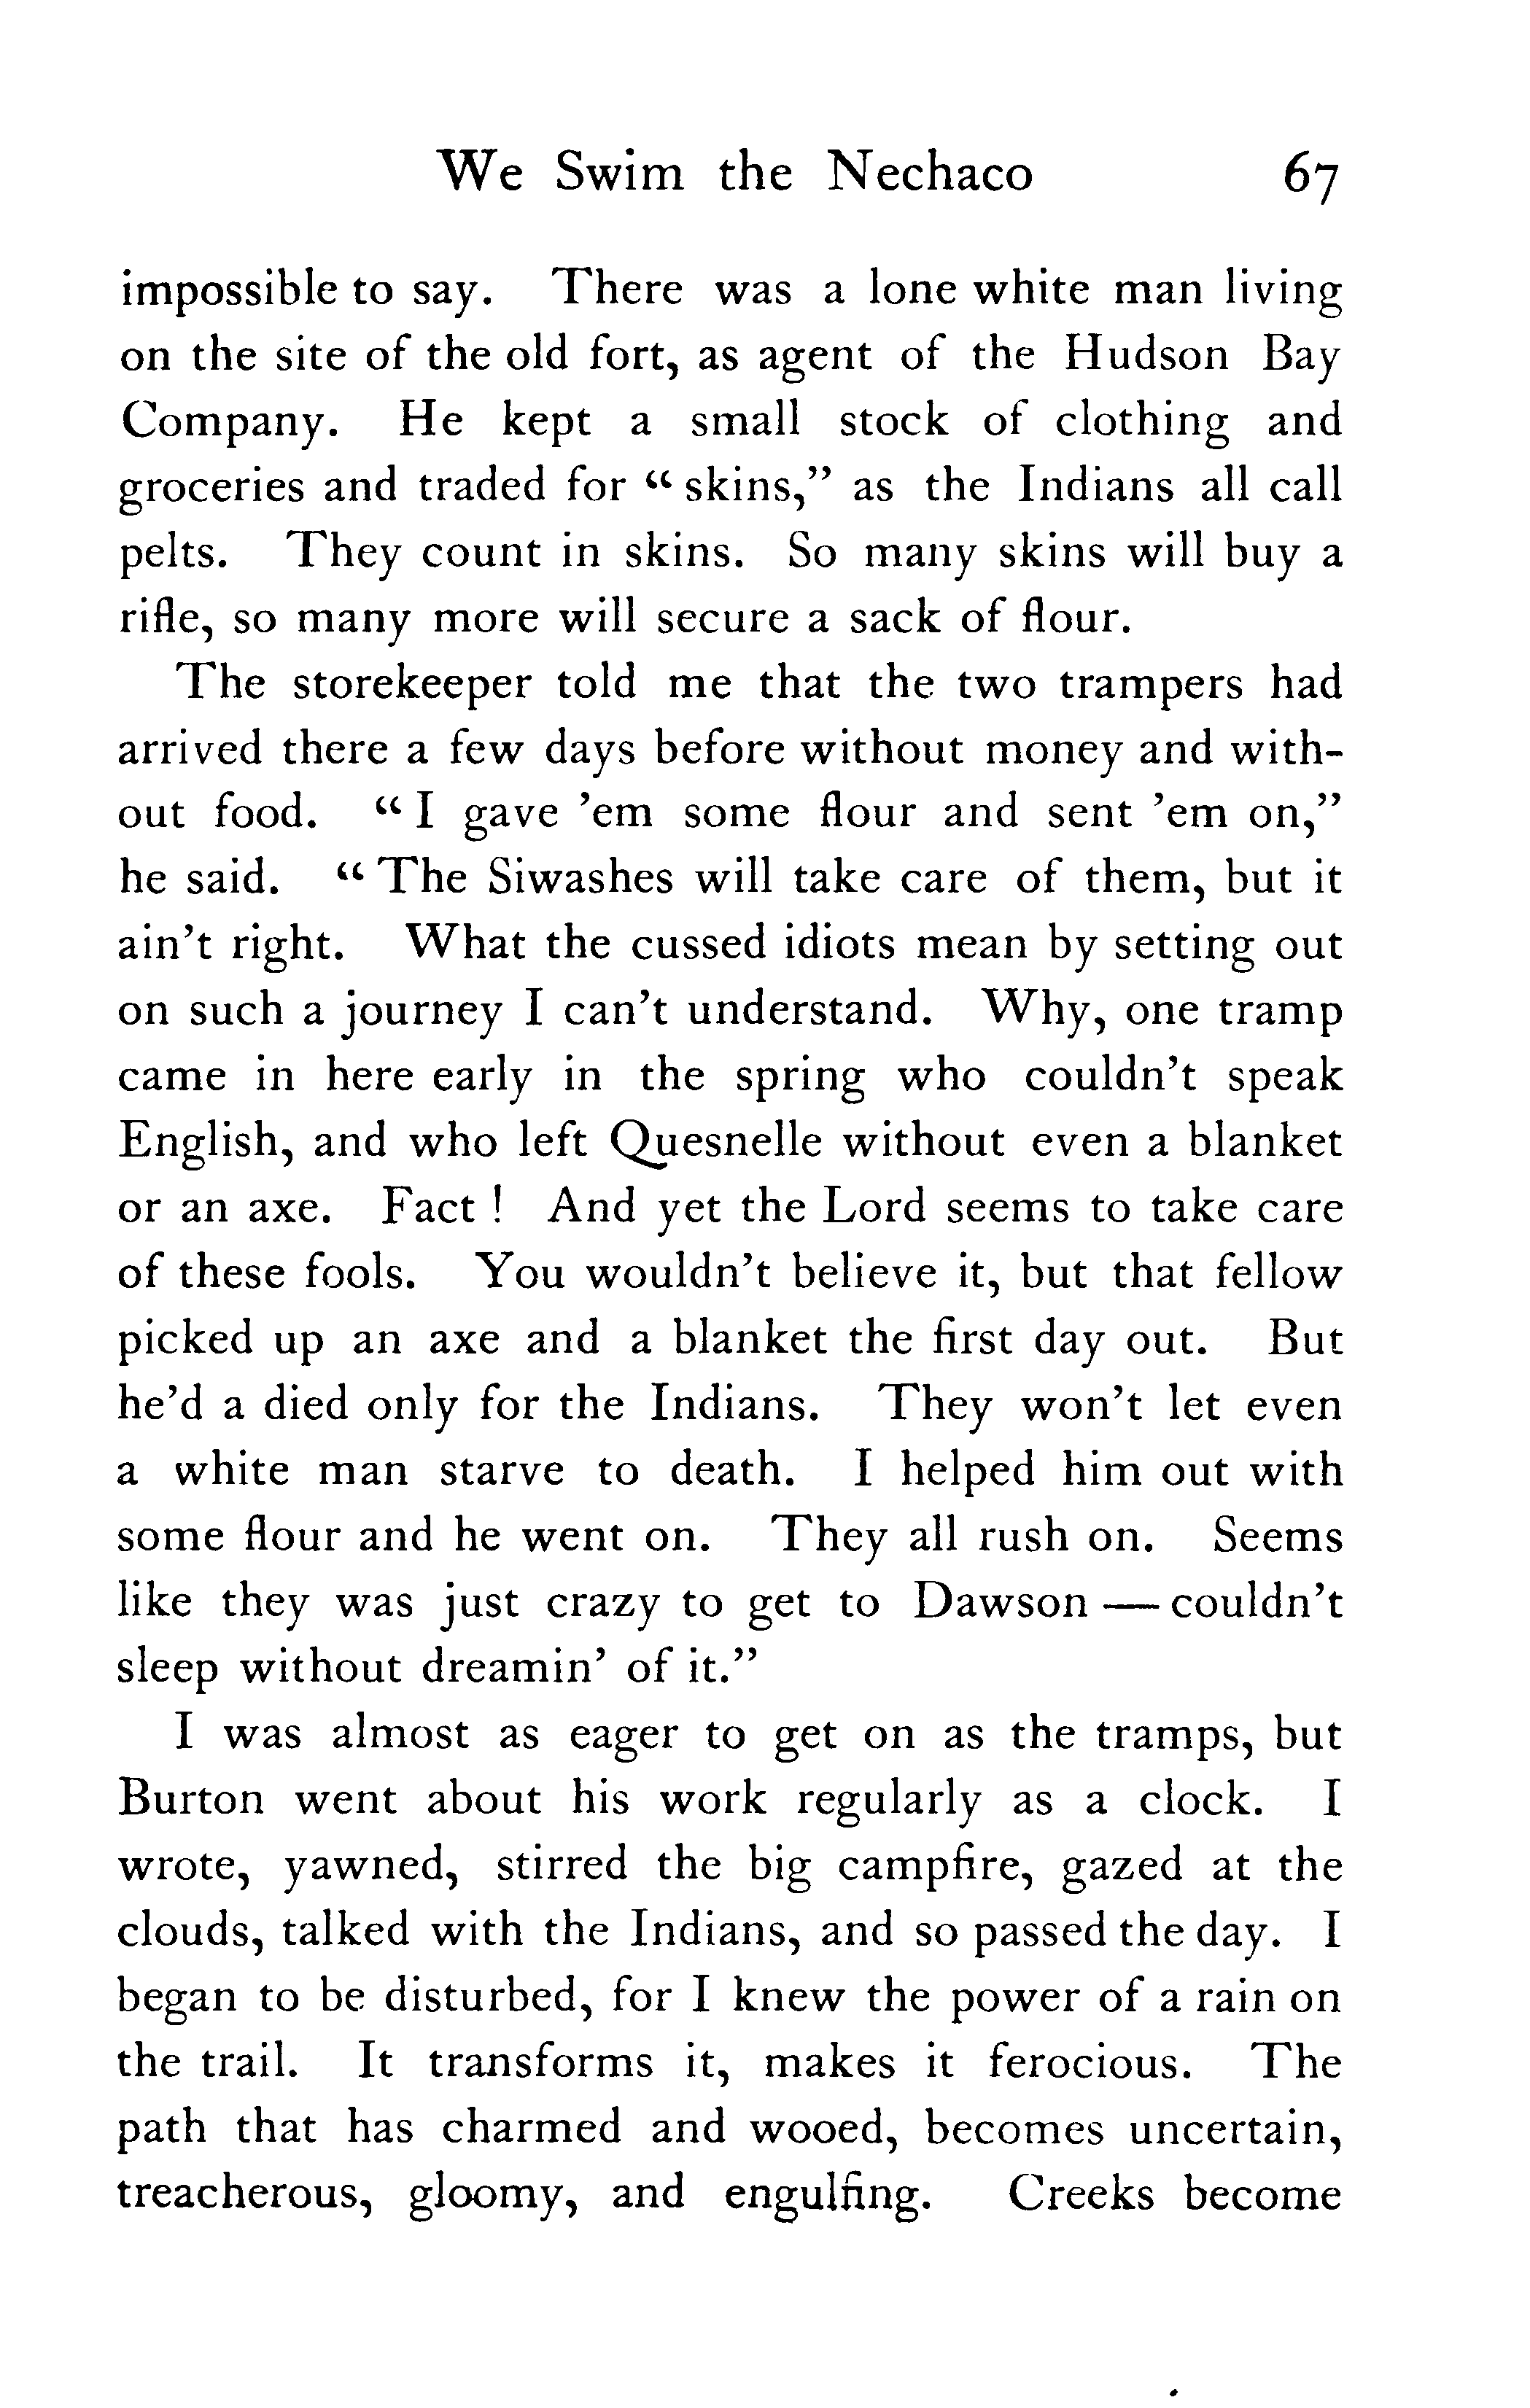 We Swim the Nechaco 67
impossible to say. There was a lone white man living
on the site of the old fort, as agent of the Hudson Bay
Company. He kept a small stock of clothing and
groceries and traded for “ skins,” as the Indians all call
pelts. They count in skins. So many skins will buy a
rifle, so many more will secure a sack of flour.
The storekeeper told me that the two trampers had
arrived there a few days before without money and with-
out food. “ I gave ’em some flour and sent ’em on,”
he said. “ The Siwashes will take care of them, but it
ain’t right. What the cussed idiots mean by setting out
on such a journey I can’t understand. Why, one tramp
came in here early in the spring who couldn’t speak
English, and who left Quesnelle without even a blanket
or an axe. Fact ! And yet the Lord seems to take care
of these fools. You wouldn’t believe it, but that fellow
picked up an axe and a blanket the first day out. But
he’d a died only for the Indians. They won’t let even
a white man starve to death. I helped him out with
some flour and he went on. They all rush on. Seems
like they was just crazy to get to Dawson — couldn’t
sleep without dreamin’ of it.”
I was almost as eager to get on as the tramps, but
Burton went about his work regularly as a clock. I
wrote, yawned, stirred the big campfire, gazed at the
clouds, talked with the Indians, and so passed the day. I
began to be disturbed, for I knew the power of a rain on
the trail. It transforms it, makes it ferocious. The
path that has charmed and wooed, becomes uncertain,
treacherous, gloomy, and engulfing. Creeks become